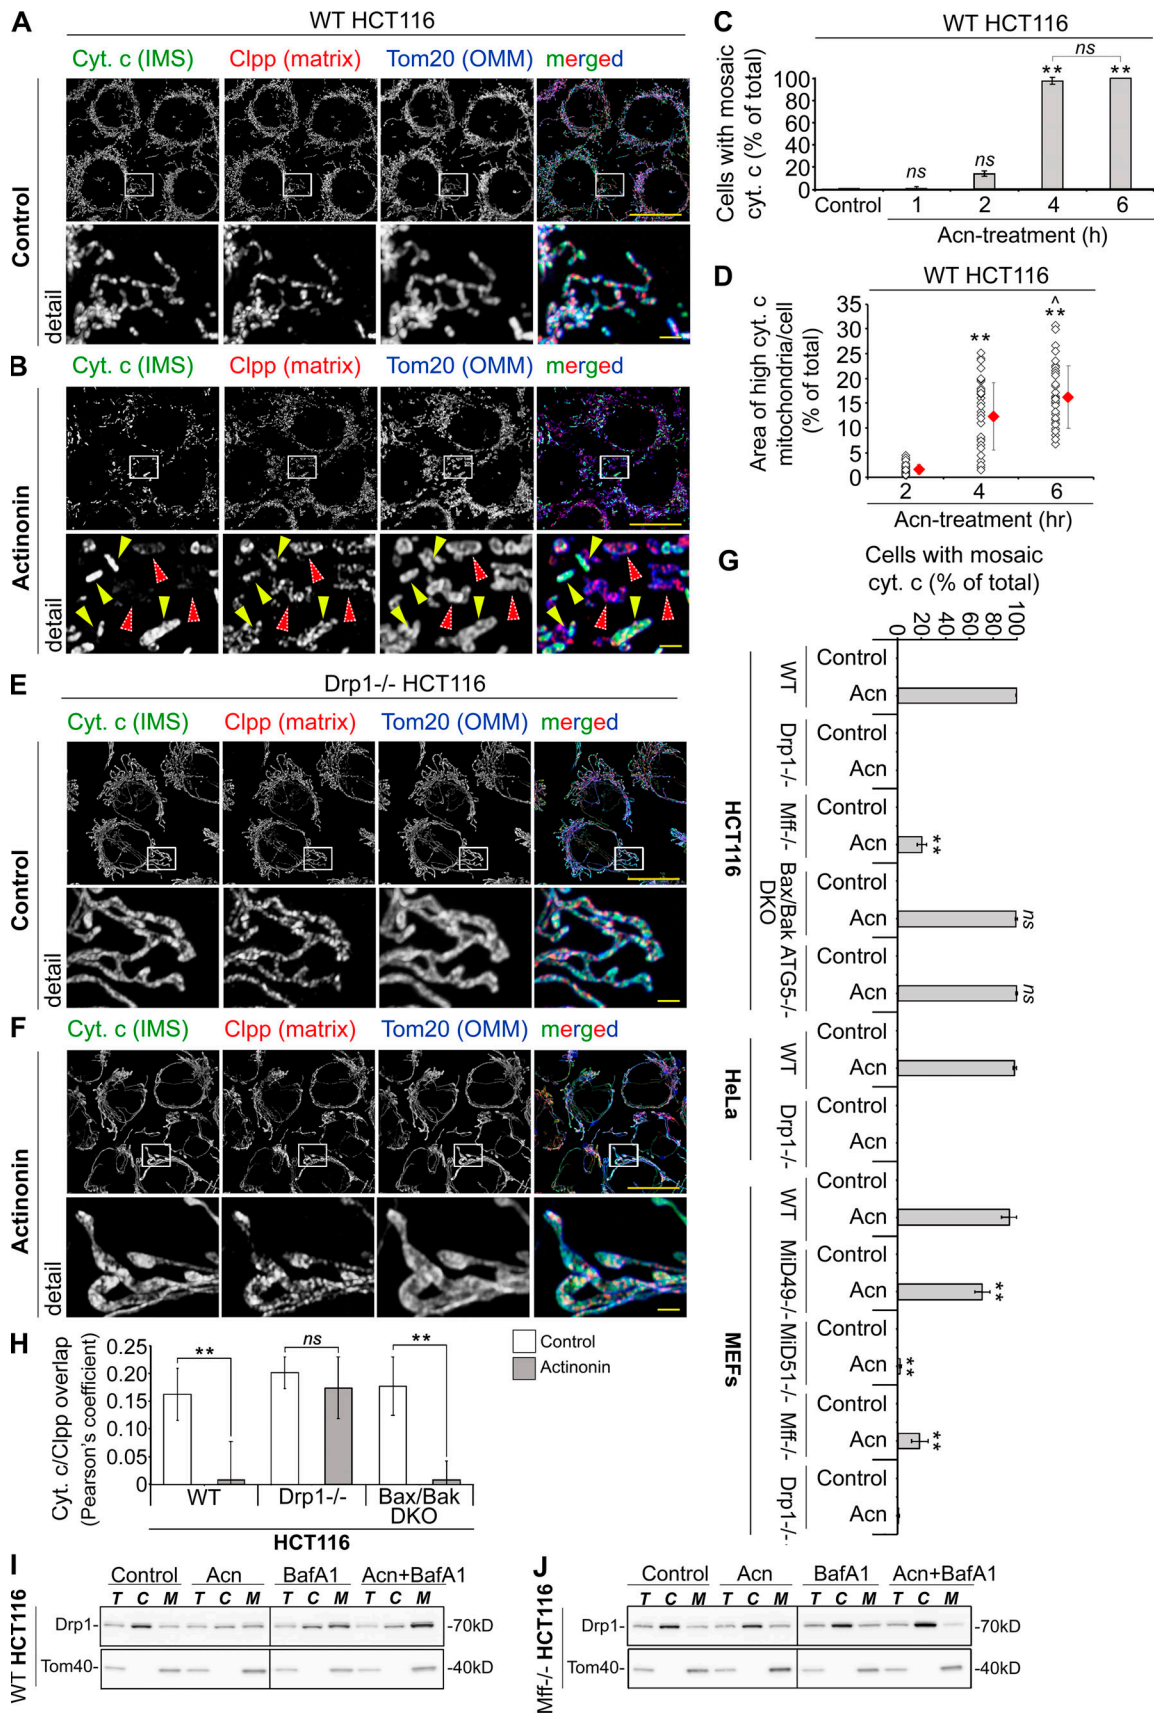 A
WT HCT116
Cyt. c (IMS) Clpp (matrix) Tom20 (OMM) merged
Control
detail
B
Cyt. c (IMS) Clpp (matrix) Tom20 (OMM) merged
Actinonin
detail
C
WT HCT116
Cells with mosaic
cyt. c (% of total)
100
80
60
40
20
0
ns
ns
**
ns
**
Control 1 2 4 6
Acn-treatment (h)
D
WT HCT116
Area of high cyt. c
mitochondria/cell
(% of total)
35
30
25
20
15
10
5
0
**
^
**
2 4 6
Acn-treatment (hr)
E
Drp1-/- HCT116
Cyt. c (IMS) Clpp (matrix) Tom20 (OMM) merged
Control
detail
F
Cyt. c (IMS) Clpp (matrix) Tom20 (OMM) merged
Actinonin
detail
G
Cells with mosaic
cyt. c (% of total)
0 20 40 60 80 100
HCT116
WT
Control
Acn
Drp1-/-
Control
Acn
Mff-/-
Control
Acn
**
Bax/Bak
DKO
Control
Acn
ns
ATG5-/-
Control
Acn
ns
HeLa
WT
Control
Acn
Drp1-/-
Control
Acn
MEFs
WT
Control
Acn
MiD49-/-
Control
Acn
**
MiD51-/-
Control
Acn
**
Mff-/-
Control
Acn
**
Drp1-/-
Control
Acn
H
Cyt. c/Clpp overlap
(Pearson's coefficient)
0.25
0.20
0.15
0.10
0.05
0
**
ns
**
Control
Actinonin
WT Drp1-/- Bax/Bak
DKO
HCT116
I
WT HCT116
Control Acn BafA1 Acn+BafA1
T C M T C M T C M T C M
Drp1- -70kD
Tom40- -40kD
J
Mff-/- HCT116
Control Acn BafA1 Acn+BafA1
T C M T C M T C M T C M
Drp1- -70kD
Tom40- -40kD